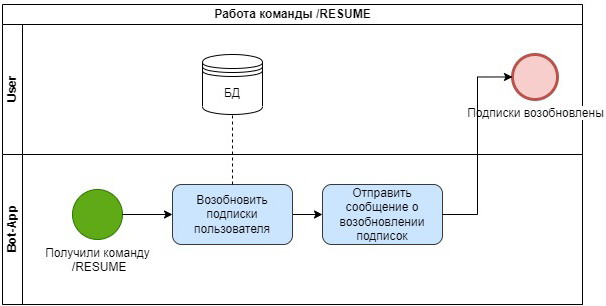 Работа команды /RESUME
User
БД
Подписки возобновлены
Bot-App
Возобновить
подписки
пользователя
Отправить
сообщение о
возобновлении
подписок
Получили команду
/RESUME